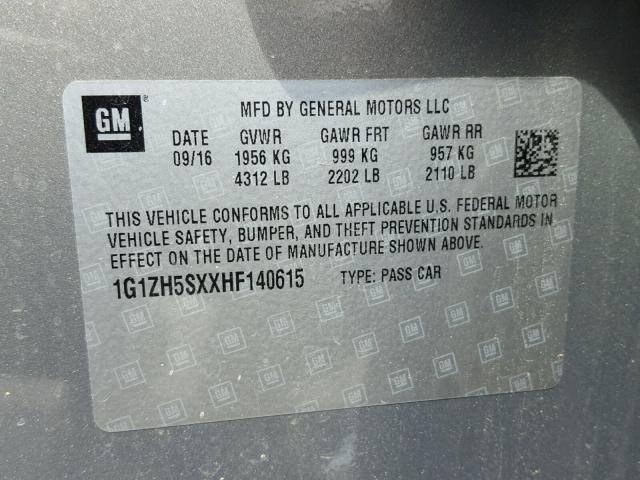 GM ®
MFD BY GENERAL MOTORS LLC
DATE GVWR GAWR FRT GAWR RR
09/16 1956 KG 999 KG 957 KG
4312 LB 2202 LB 2110 LB
THIS VEHICLE CONFORMS TO ALL APPLICABLE U.S. FEDERAL MOTOR
VEHICLE SAFETY, BUMPER, AND THEFT PREVENTION STANDARDS IN
EFFECT ON THE DATE OF MANUFACTURE SHOWN ABOVE.
1G1ZH5SXXHF140615 TYPE: PASS CAR